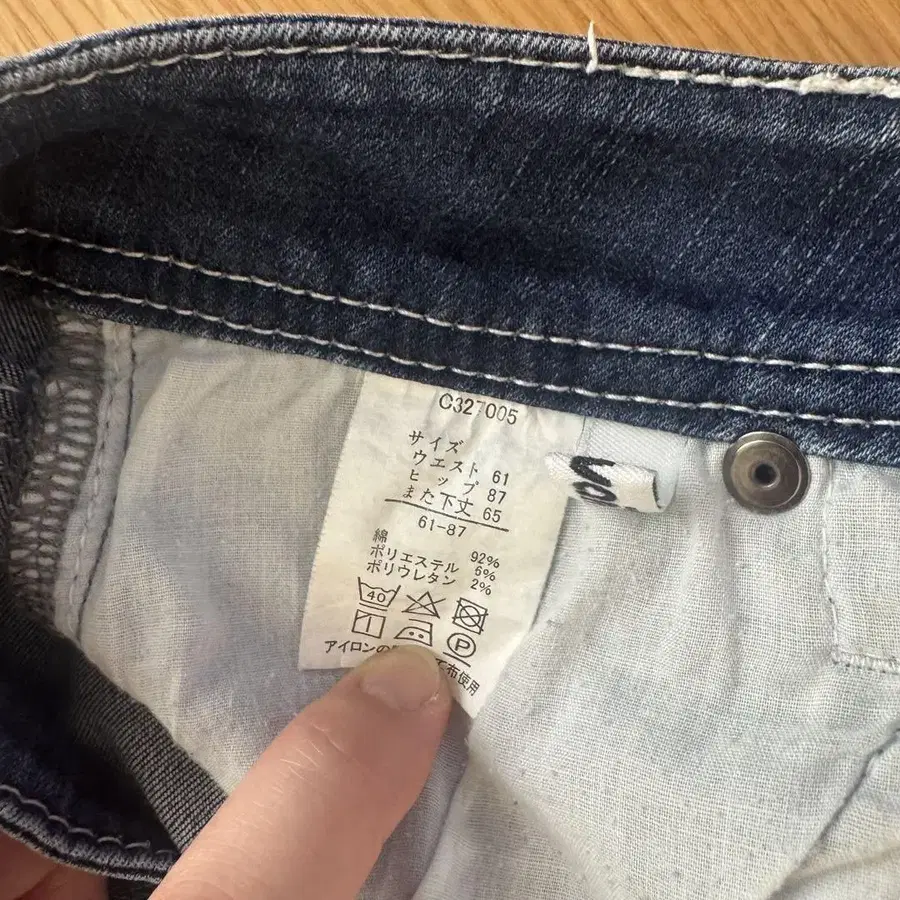 C327005
サイズ
ウエスト 61
ヒップ 87
また下丈 65
61-87
綿 92%
ポリエステル 6%
ポリウレタン 2%
40
P
アイロンの
布使用